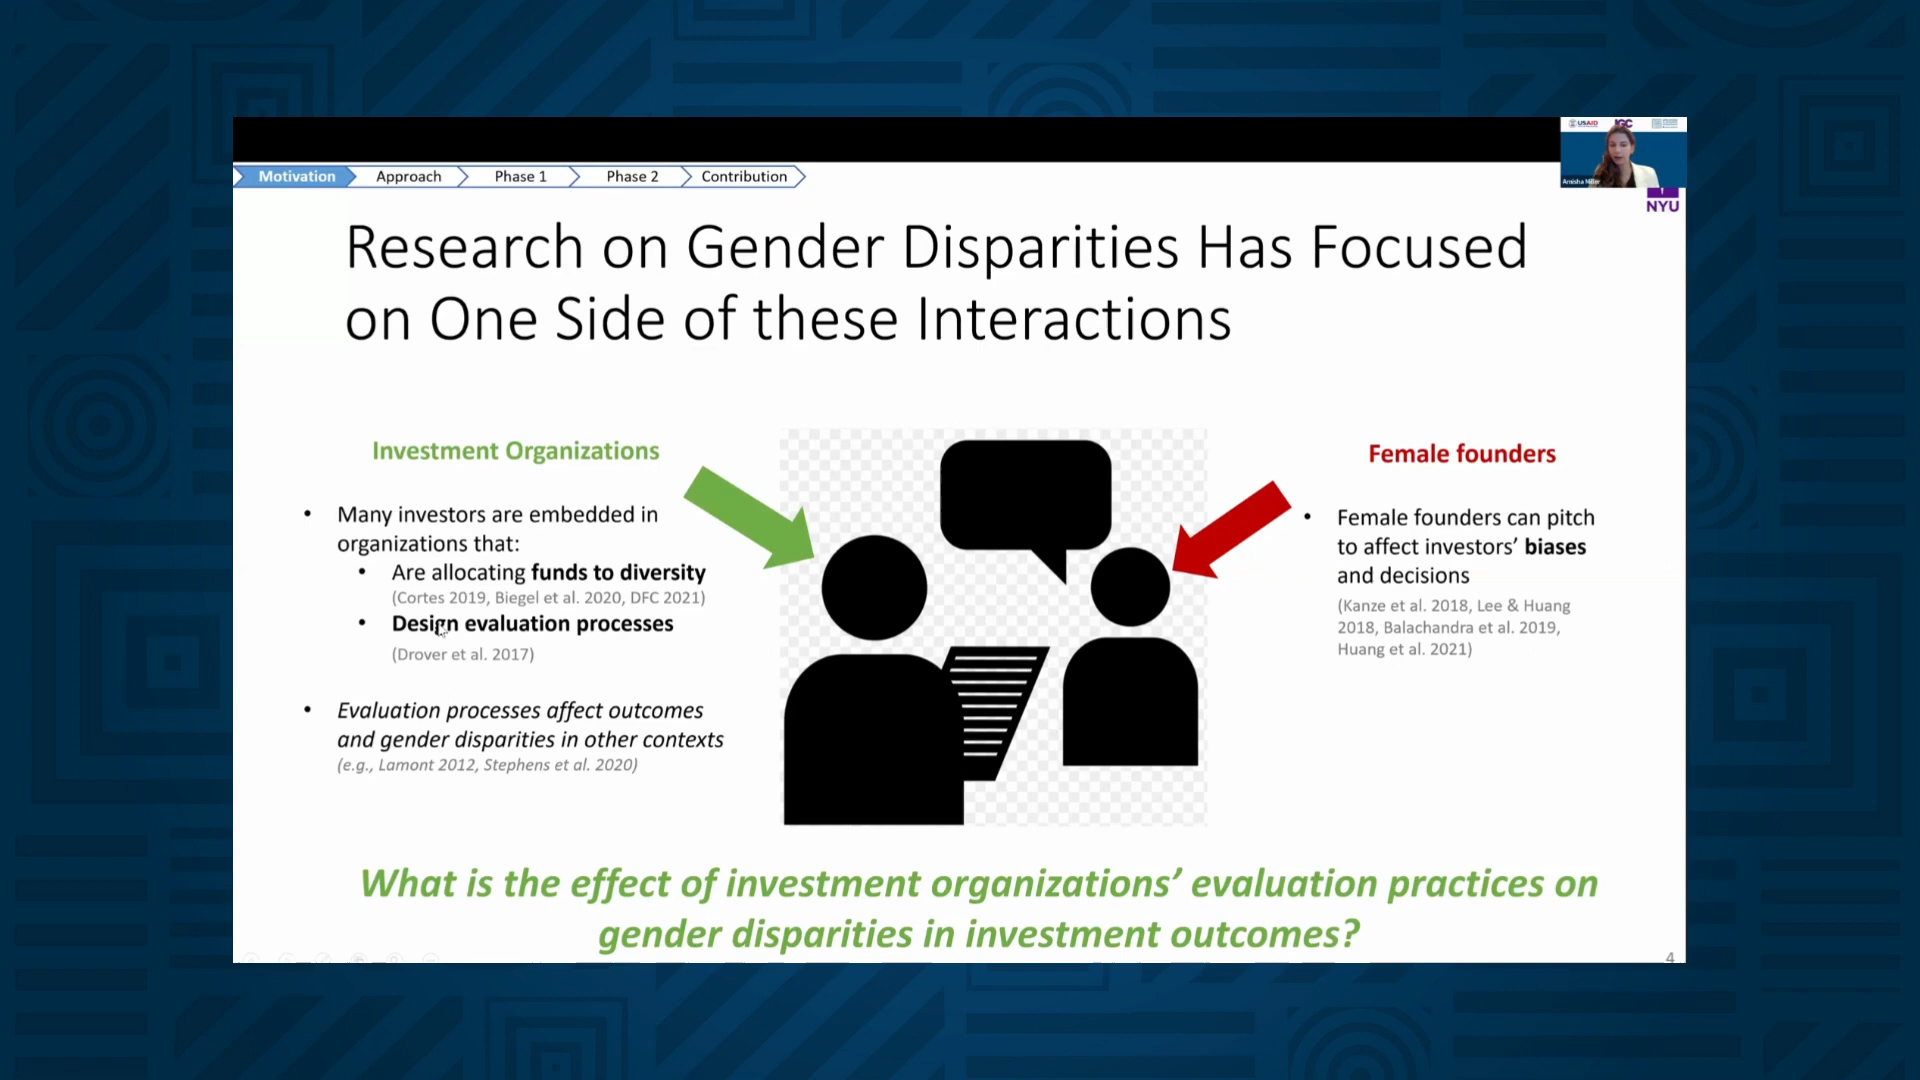 USAID IGC
Amisha Miller
NYU
Motivation Approach Phase 1 Phase 2 Contribution
Research on Gender Disparities Has Focused
on One Side of these Interactions
Investment Organizations
• Many investors are embedded in
organizations that:
• Are allocating funds to diversity
(Cortes 2019, Biegel et al. 2020, DFC 2021)
• Design evaluation processes
(Drover et al. 2017)
• Evaluation processes affect outcomes
and gender disparities in other contexts
(e.g., Lamont 2012, Stephens et al. 2020)
Female founders
• Female founders can pitch
to affect investors’ biases
and decisions
(Kanze et al. 2018, Lee & Huang
2018, Balachandra et al. 2019,
Huang et al. 2021)
What is the effect of investment organizations’ evaluation practices on
gender disparities in investment outcomes?
4